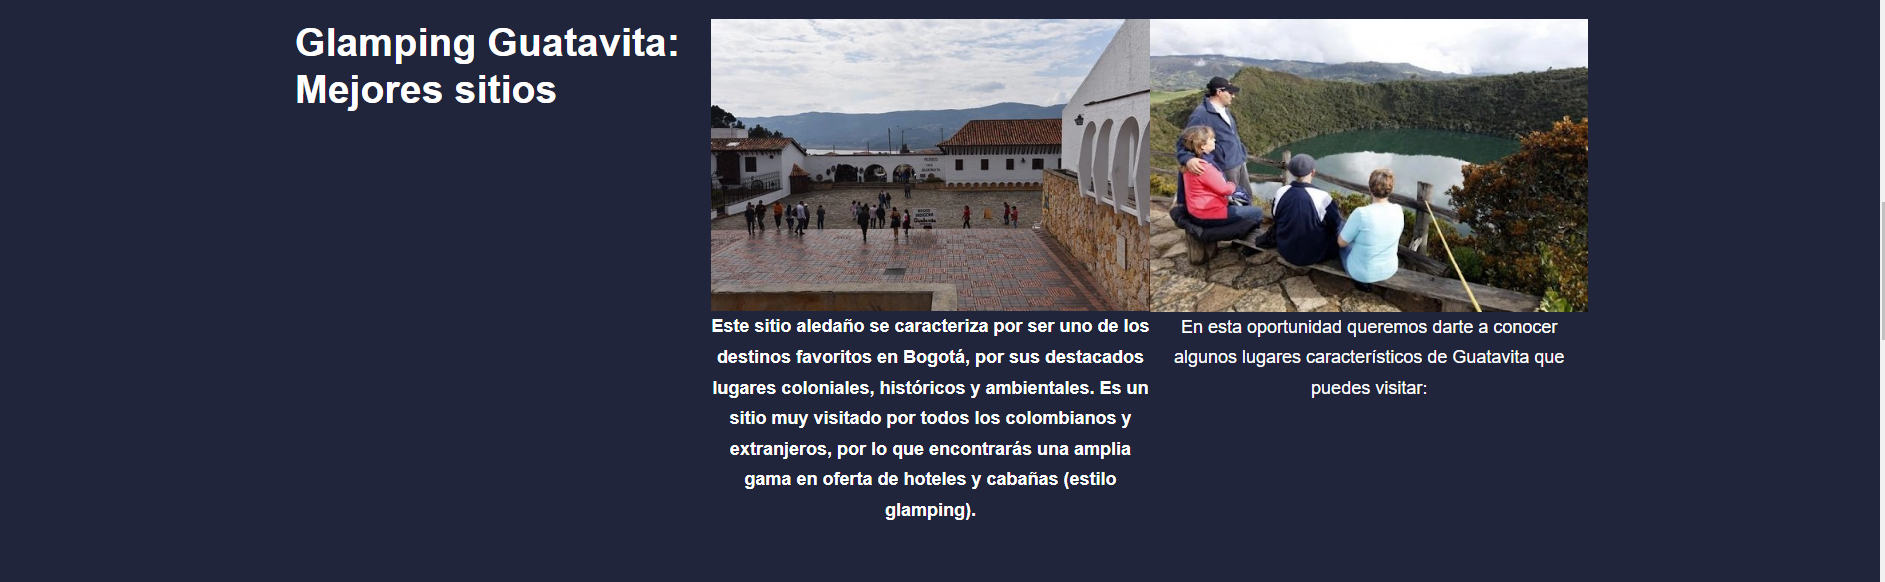 Glamping Guatavita:
Mejores sitios
Este sitio aledaño se caracteriza por ser uno de los
destinos favoritos en Bogotá, por sus destacados
lugares coloniales, históricos y ambientales. Es un
sitio muy visitado por todos los colombianos y
extranjeros, por lo que encontrarás una amplia
gama en oferta de hoteles y cabañas (estilo
glamping).
En esta oportunidad queremos darte a conocer
algunos lugares característicos de Guatavita que
puedes visitar: